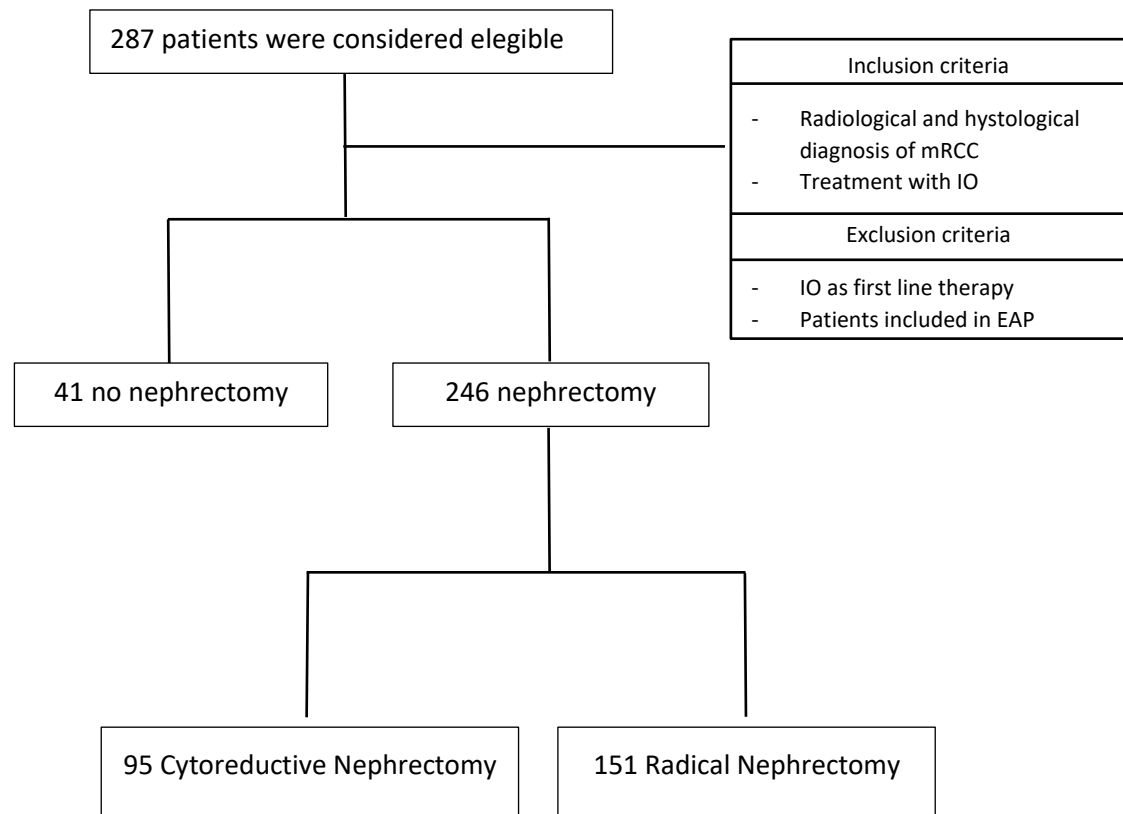 287 patients were considered elegible
Inclusion criteria
- Radiological and hystological
diagnosis of mRCC
- Treatment with IO
Exclusion criteria
- IO as first line therapy
- Patients included in EAP
41 no nephrectomy
246 nephrectomy
95 Cytoreductive Nephrectomy
151 Radical Nephrectomy